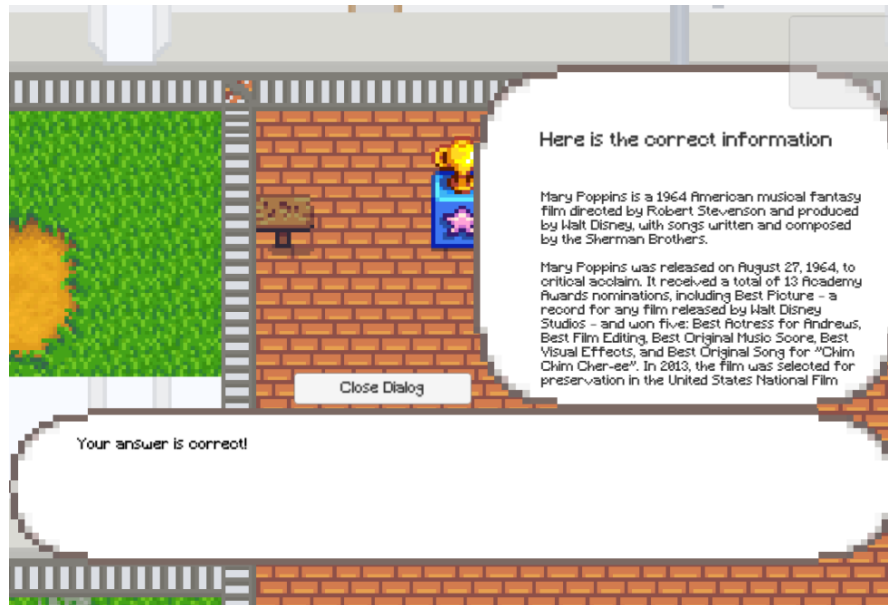 Here is the correct information
Mary Poppins is a 1964 American musical fantasy
film directed by Robert Stevenson and produced
by Walt Disney, with songs written and composed
by the Sherman Brothers.
Mary Poppins was released on August 27, 1964, to
critical acclaim. It received a total of 13 Academy
Awards nominations, including Best Picture - a
record for any film released by Walt Disney
Studios - and won five: Best Actress for Andrews,
Best Film Editing, Best Original Music Score, Best
Visual Effects, and Best Original Song for "Chim
Chim Cher-ee". In 2013, the film was selected for
preservation in the United States National Film
Close Dialog
Your answer is correct!